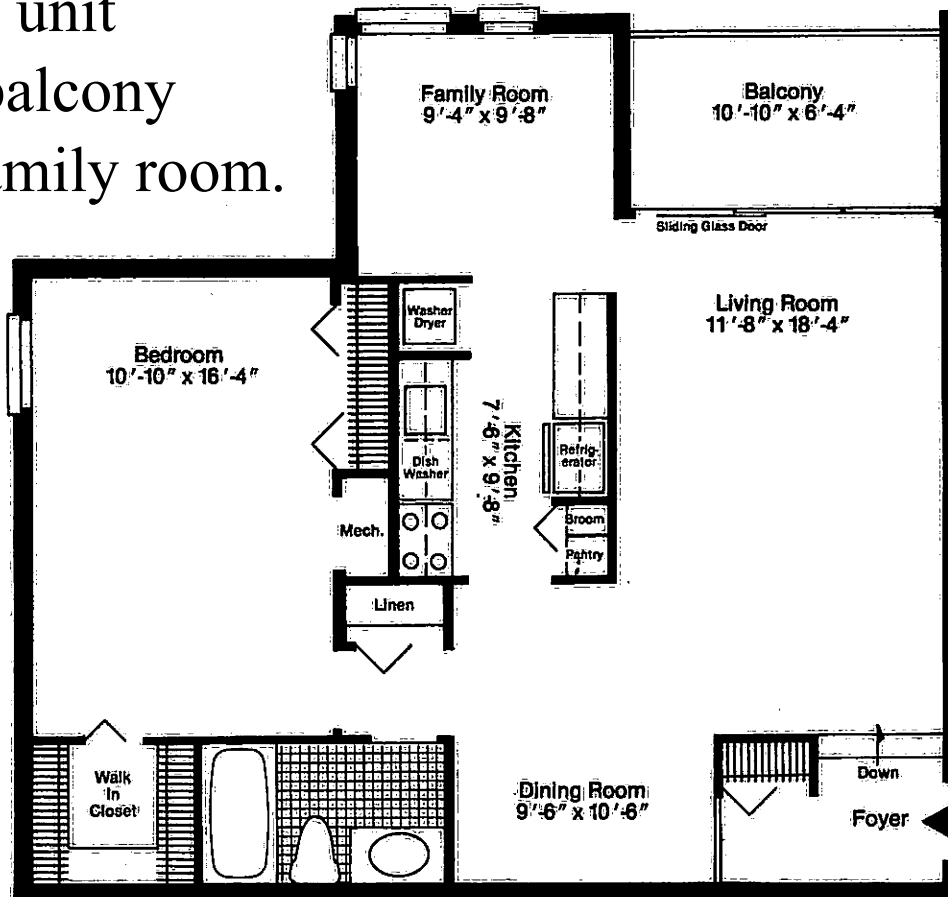 unit
balcony
family room.
Family Room
9'-4" x 9'-8"
Balcony
10'-10" x 6'-4"
Sliding Glass Door
Living Room
11'-8" x 18'-4"
Washer
Dryer
Bedroom
10'-10" x 16'-4"
Kitchen
7'-6" x 9'-8"
Dish
Washer
Refrig-
erator
Mech.
Broom
Pantry
Linen
Walk
In
Closet
Dining Room
9'-6" x 10'-6"
Down
Foyer